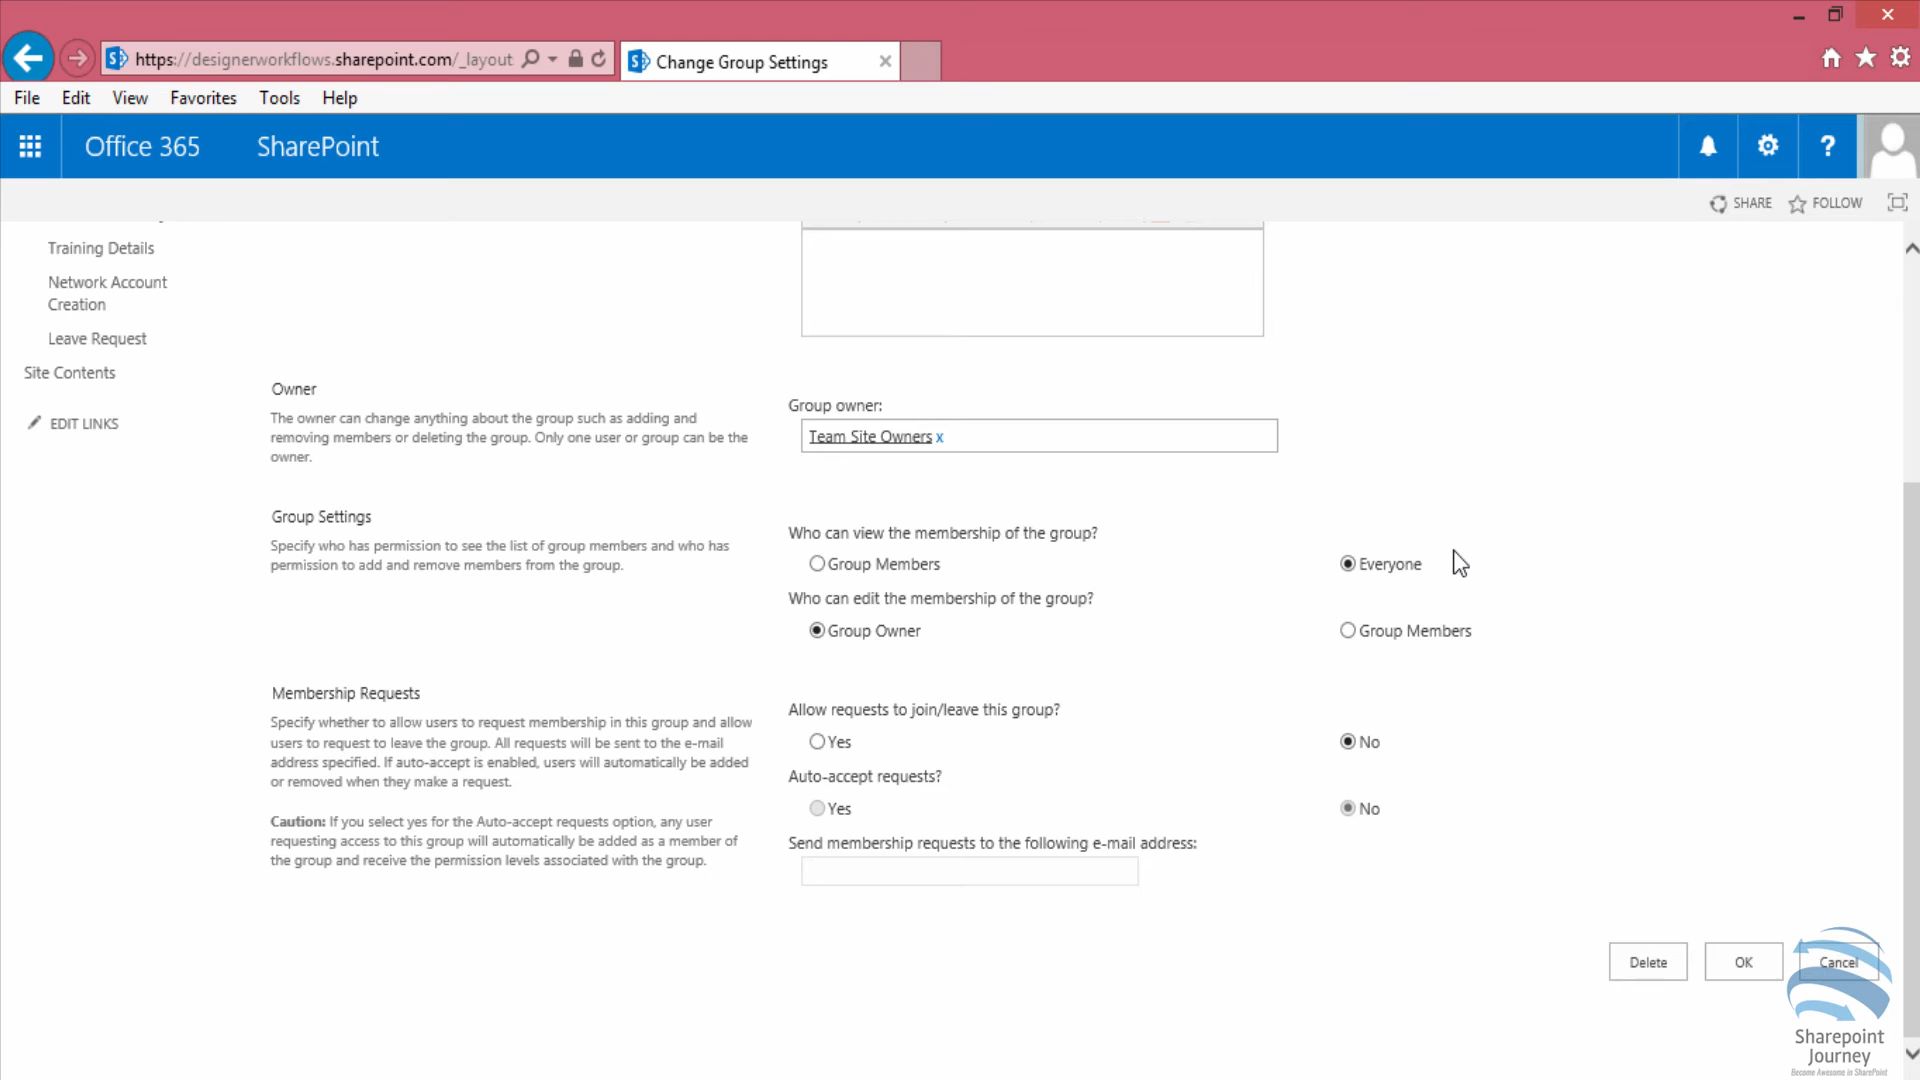 https://designerworkflows.sharepoint.com/_layout
Change Group Settings
File Edit View Favorites Tools Help
Office 365 SharePoint
SHARE FOLLOW
Training Details
Network Account
Creation
Leave Request
Site Contents
EDIT LINKS
Owner
The owner can change anything about the group such as adding and
removing members or deleting the group. Only one user or group can be the
owner.
Group owner:
Team Site Owners x
Group Settings
Specify who has permission to see the list of group members and who has
permission to add and remove members from the group.
Who can view the membership of the group?
Group Members Everyone
Who can edit the membership of the group?
Group Owner Group Members
Membership Requests
Specify whether to allow users to request membership in this group and allow
users to request to leave the group. All requests will be sent to the e-mail
address specified. If auto-accept is enabled, users will automatically be added
or removed when they make a request.
Caution: If you select yes for the Auto-accept requests option, any user
requesting access to this group will automatically be added as a member of
the group and receive the permission levels associated with the group.
Allow requests to join/leave this group?
Yes No
Auto-accept requests?
Yes No
Send membership requests to the following e-mail address:
Delete OK Cancel
Sharepoint
Journey
Become Awesome in SharePoint